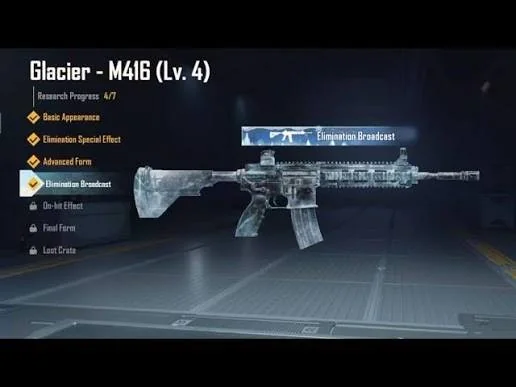 Glacier - M416 (Lv. 4)
Research Progress 4/7
Basic Appearance
Elimination Special Effect
Advanced Form
Elimination Broadcast
On-hit Effect
Final Form
Loot Crate
Elimination Broadcast